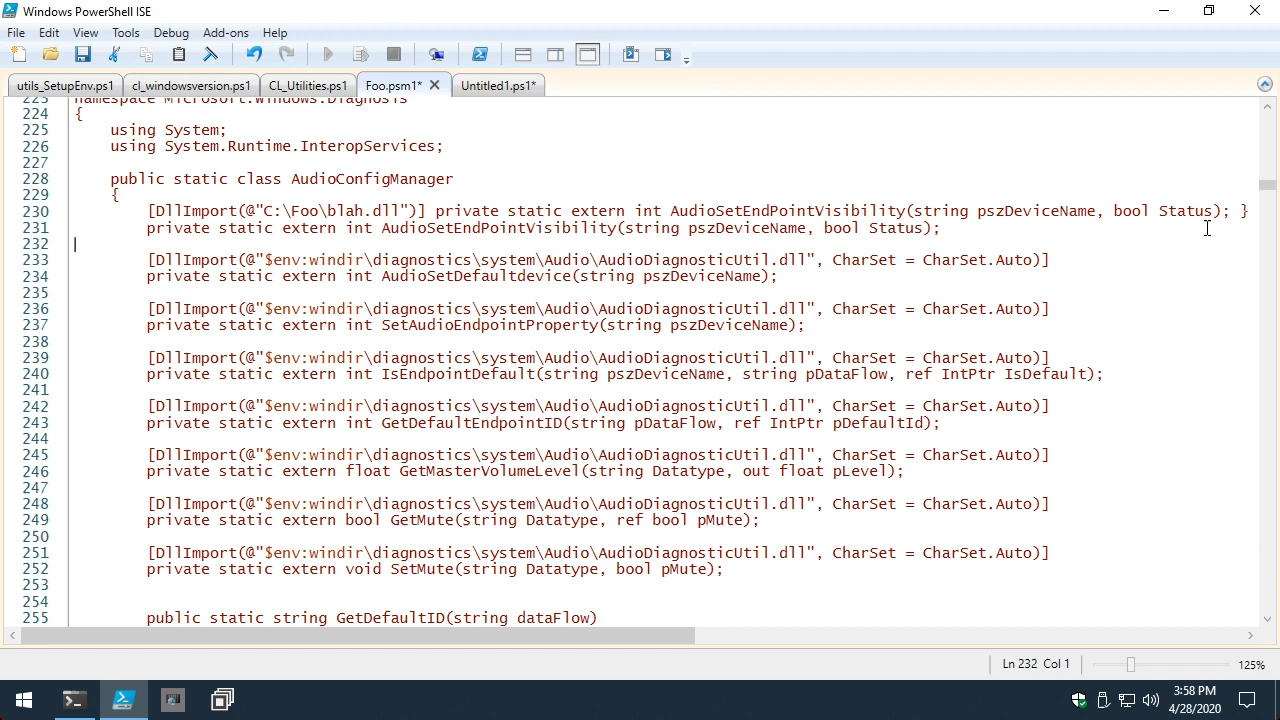 Windows PowerShell ISE
File Edit View Tools Debug Add-ons Help
utils_SetupEnv.ps1 cl_windowsversion.ps1 CL_Utilities.ps1 Foo.psm1* Untitled1.ps1*
223 namespace Microsoft.Windows.Diagnosis
224 {
225 using System;
226 using System.Runtime.InteropServices;
227
228 public static class AudioConfigManager
229 {
230 [DllImport(@"C:\Foo\blah.dll")] private static extern int AudioSetEndPointVisibility(string pszDeviceName, bool Status); }
231 private static extern int AudioSetEndPointVisibility(string pszDeviceName, bool Status);
232
233 [DllImport(@"$env:windir\diagnostics\system\Audio\AudioDiagnosticUtil.dll", CharSet = CharSet.Auto)]
234 private static extern int AudioSetDefaultdevice(string pszDeviceName);
235
236 [DllImport(@"$env:windir\diagnostics\system\Audio\AudioDiagnosticUtil.dll", CharSet = CharSet.Auto)]
237 private static extern int SetAudioEndpointProperty(string pszDeviceName);
238
239 [DllImport(@"$env:windir\diagnostics\system\Audio\AudioDiagnosticUtil.dll", CharSet = CharSet.Auto)]
240 private static extern int IsEndpointDefault(string pszDeviceName, string pDataFlow, ref IntPtr IsDefault);
241
242 [DllImport(@"$env:windir\diagnostics\system\Audio\AudioDiagnosticUtil.dll", CharSet = CharSet.Auto)]
243 private static extern int GetDefaultEndpointID(string pDataFlow, ref IntPtr pDefaultId);
244
245 [DllImport(@"$env:windir\diagnostics\system\Audio\AudioDiagnosticUtil.dll", CharSet = CharSet.Auto)]
246 private static extern float GetMasterVolumeLevel(string Datatype, out float pLevel);
247
248 [DllImport(@"$env:windir\diagnostics\system\Audio\AudioDiagnosticUtil.dll", CharSet = CharSet.Auto)]
249 private static extern bool GetMute(string Datatype, ref bool pMute);
250
251 [DllImport(@"$env:windir\diagnostics\system\Audio\AudioDiagnosticUtil.dll", CharSet = CharSet.Auto)]
252 private static extern void SetMute(string Datatype, bool pMute);
253
254
255 public static string GetDefaultID(string dataFlow)
Ln 232 Col 1 125%
3:58 PM
4/28/2020